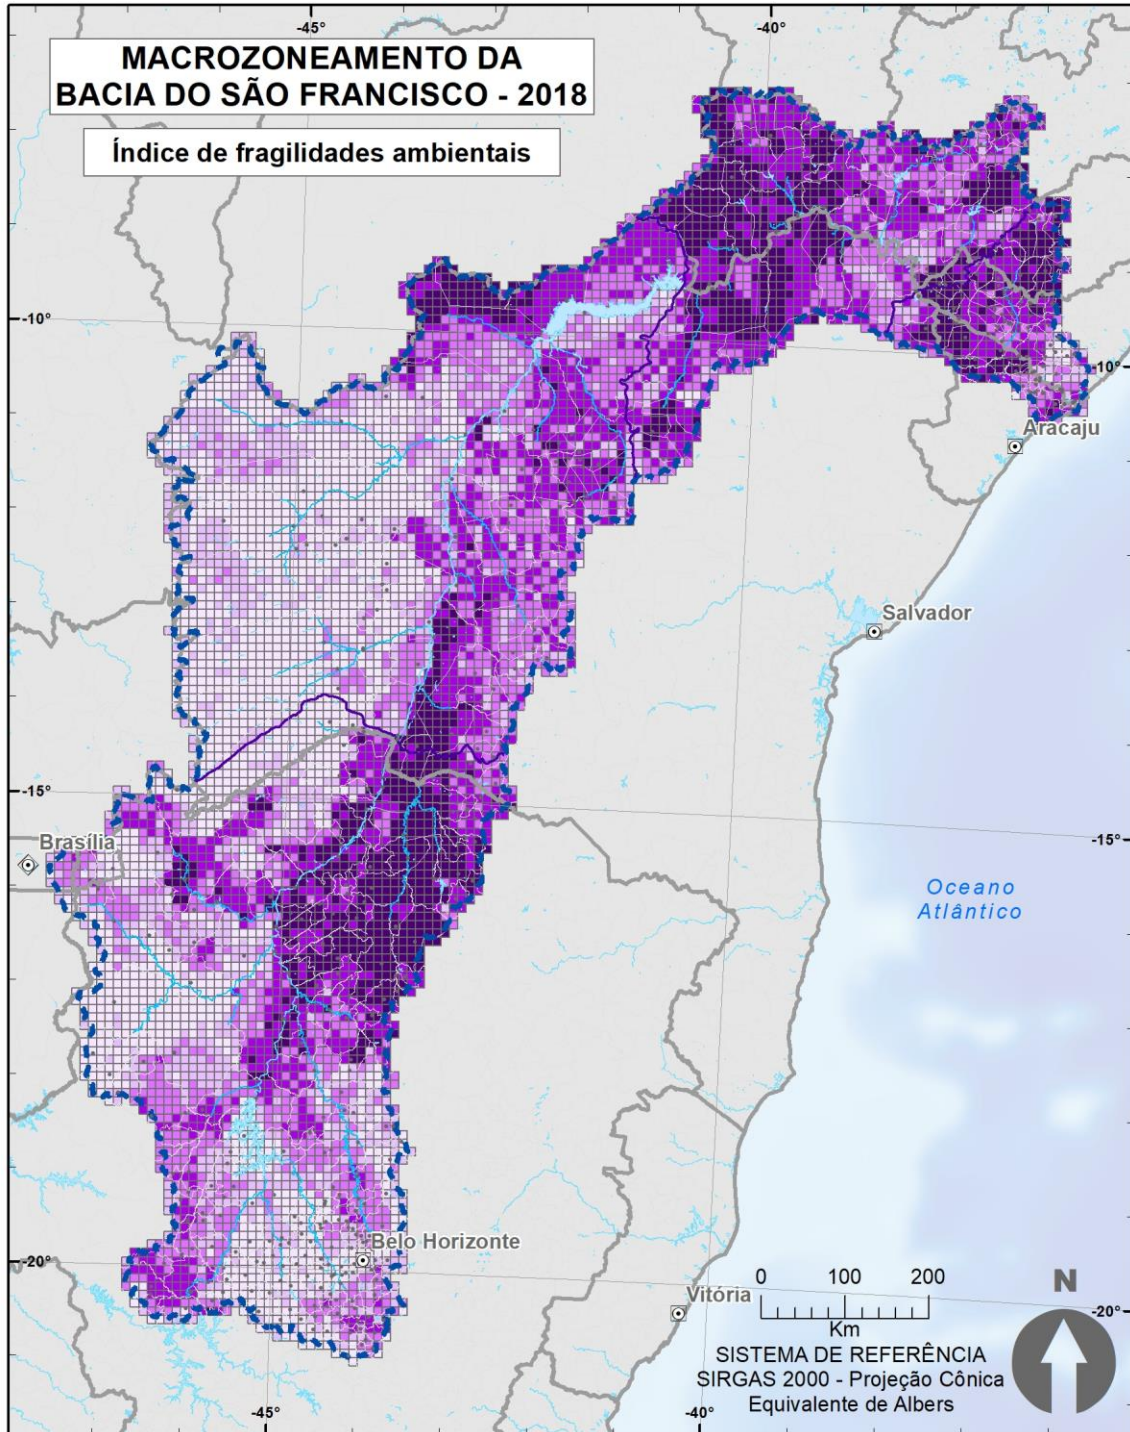 -45°
-40°
MACROZONEAMENTO DA
BACIA DO SÃO FRANCISCO - 2018
Índice de fragilidades ambientais
-10°
-10°
Aracaju
Salvador
-15°
Brasília
-15°
Oceano
Atlântico
Belo Horizonte
-20°
Vitória
0 100 200
Km
N
-20°
SISTEMA DE REFERÊNCIA
SIRGAS 2000 - Projeção Cônica
Equivalente de Albers
-45°
-40°